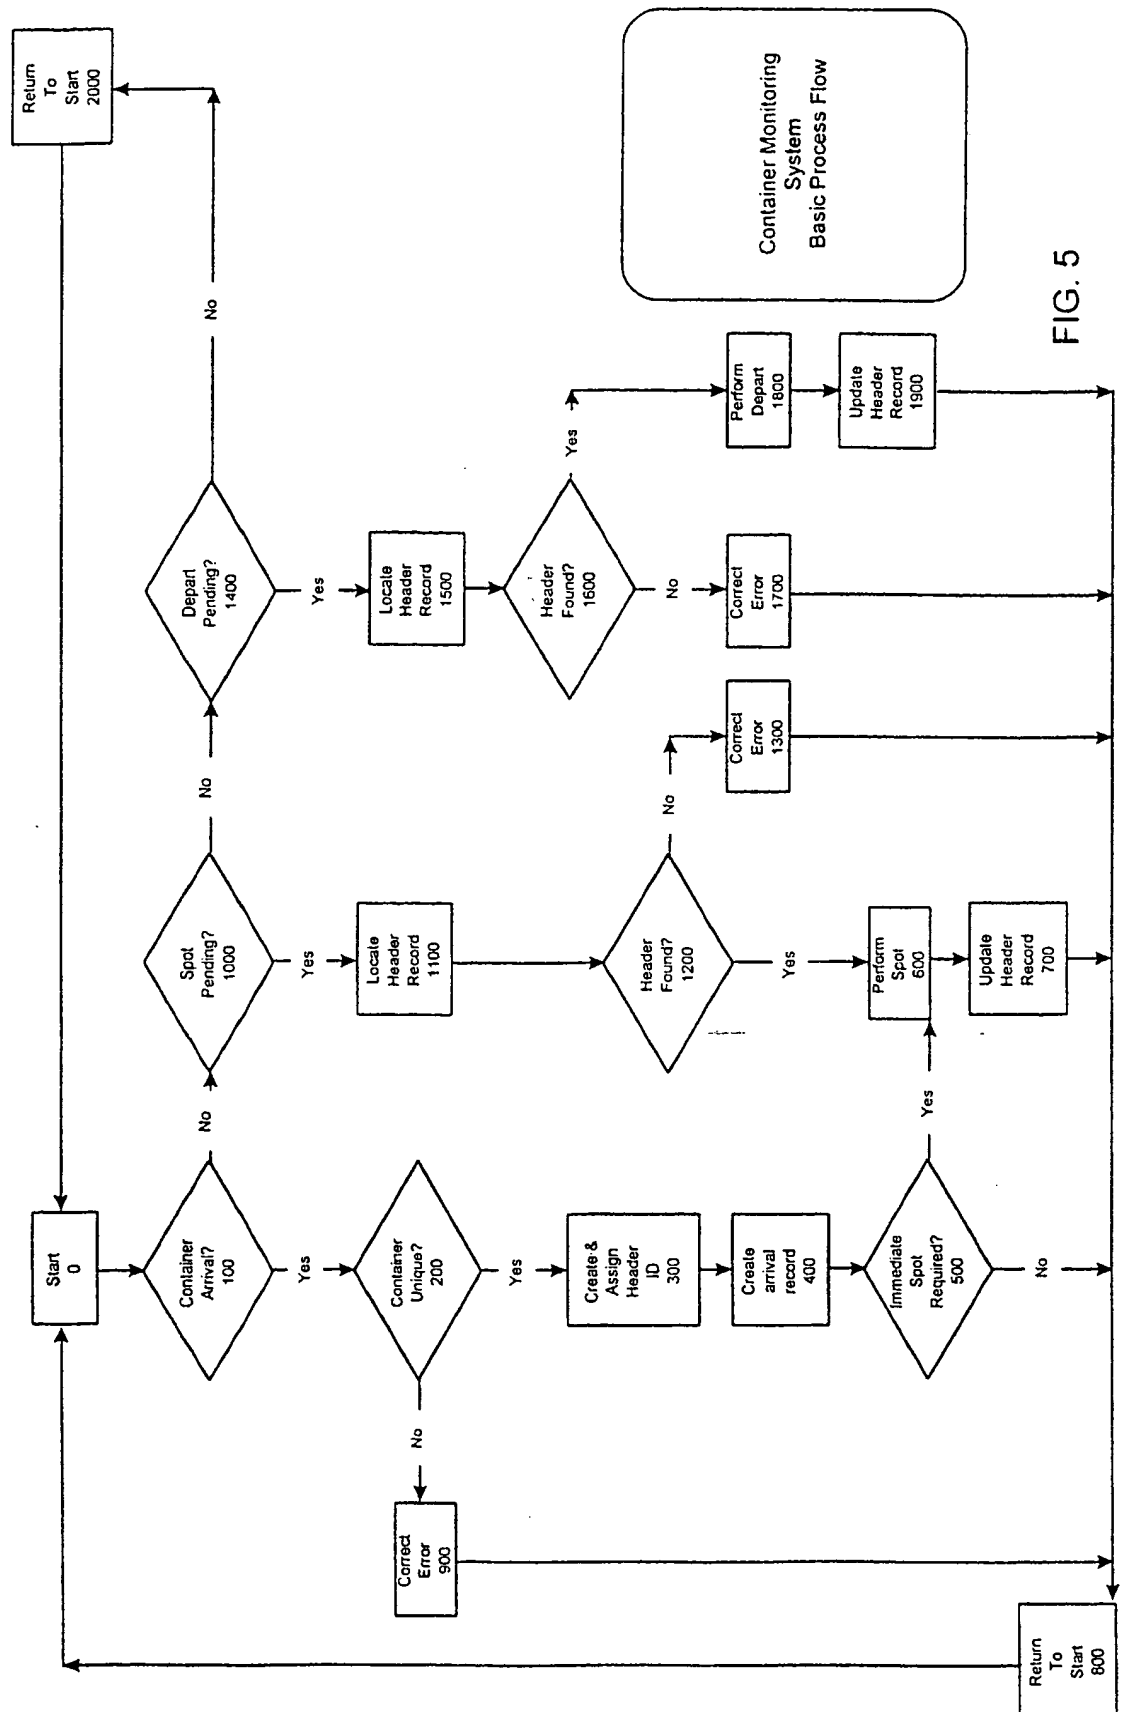 Return
To
Start
2000
Start
0
Container
Arrival?
100
No
Spot
Pending?
1000
No
Depart
Pending?
1400
No
Yes
Yes
Yes
Container
Unique?
200
No
Correct
Error
900
Yes
Create &
Assign
Header
ID
300
Create
arrival
record
400
Immediate
Spot
Required?
500
Yes
No
Locate
Header
Record
1100
Header
Found?
1200
No
Correct
Error
1300
Yes
Perform
Spot
600
Update
Header
Record
700
Locate
Header
Record
1500
Header
Found?
1600
Yes
No
Correct
Error
1700
Perform
Depart
1800
Update
Header
Record
1900
Return
To
Start
800
Container Monitoring
System
Basic Process Flow
FIG. 5